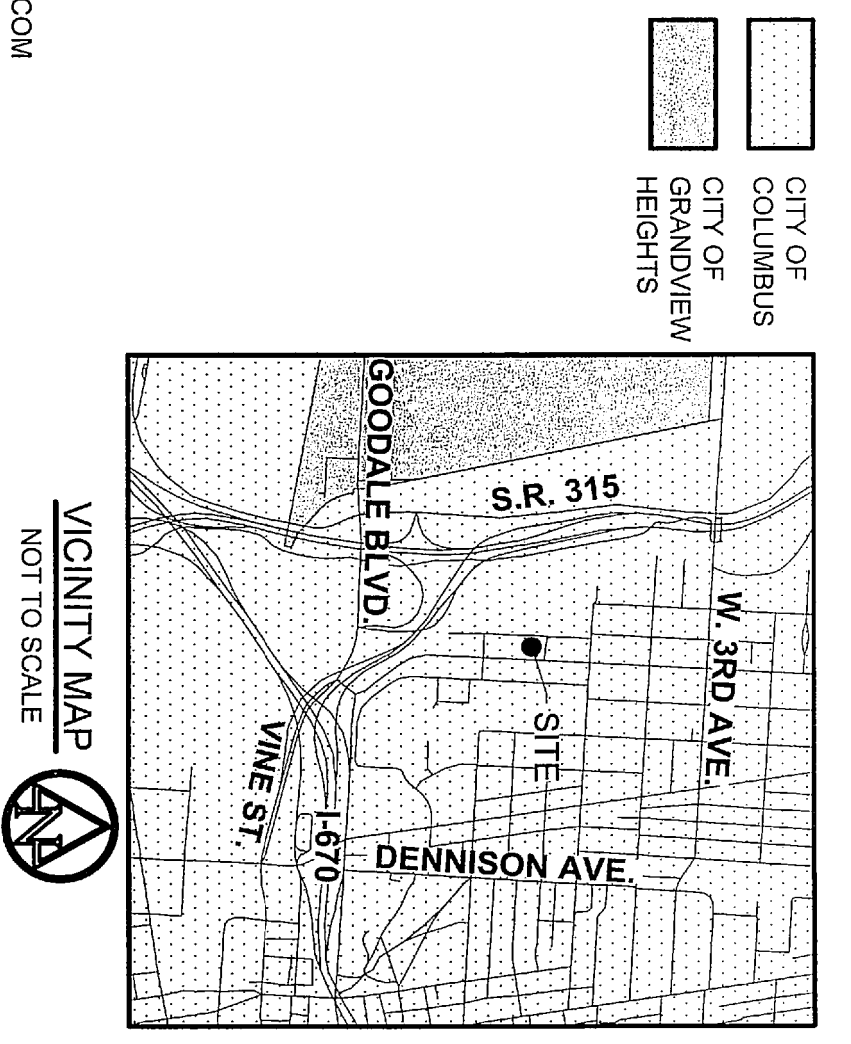 CITY OF
COLUMBUS
CITY OF
GRANDVIEW
HEIGHTS
W. 3RD AVE.
S.R. 315
SITE
GOODALE BLVD.
DENNISON AVE.
I-670
VINE ST.
VICINITY MAP
NOT TO SCALE
N
COM